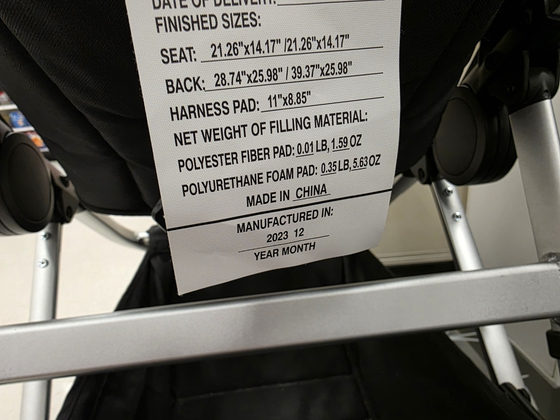 DATE OF DELIVERY:
FINISHED SIZES:
SEAT: 21.26"x14.17" /21.26"x14.17"
BACK: 28.74"x25.98" / 39.37"x25.98"
HARNESS PAD: 11"x8.85"
NET WEIGHT OF FILLING MATERIAL:
POLYESTER FIBER PAD: 0.01 LB, 1.59 OZ
POLYURETHANE FOAM PAD: 0.35 LB, 5.63 OZ
MADE IN CHINA
MANUFACTURED IN:
2023 12
YEAR MONTH